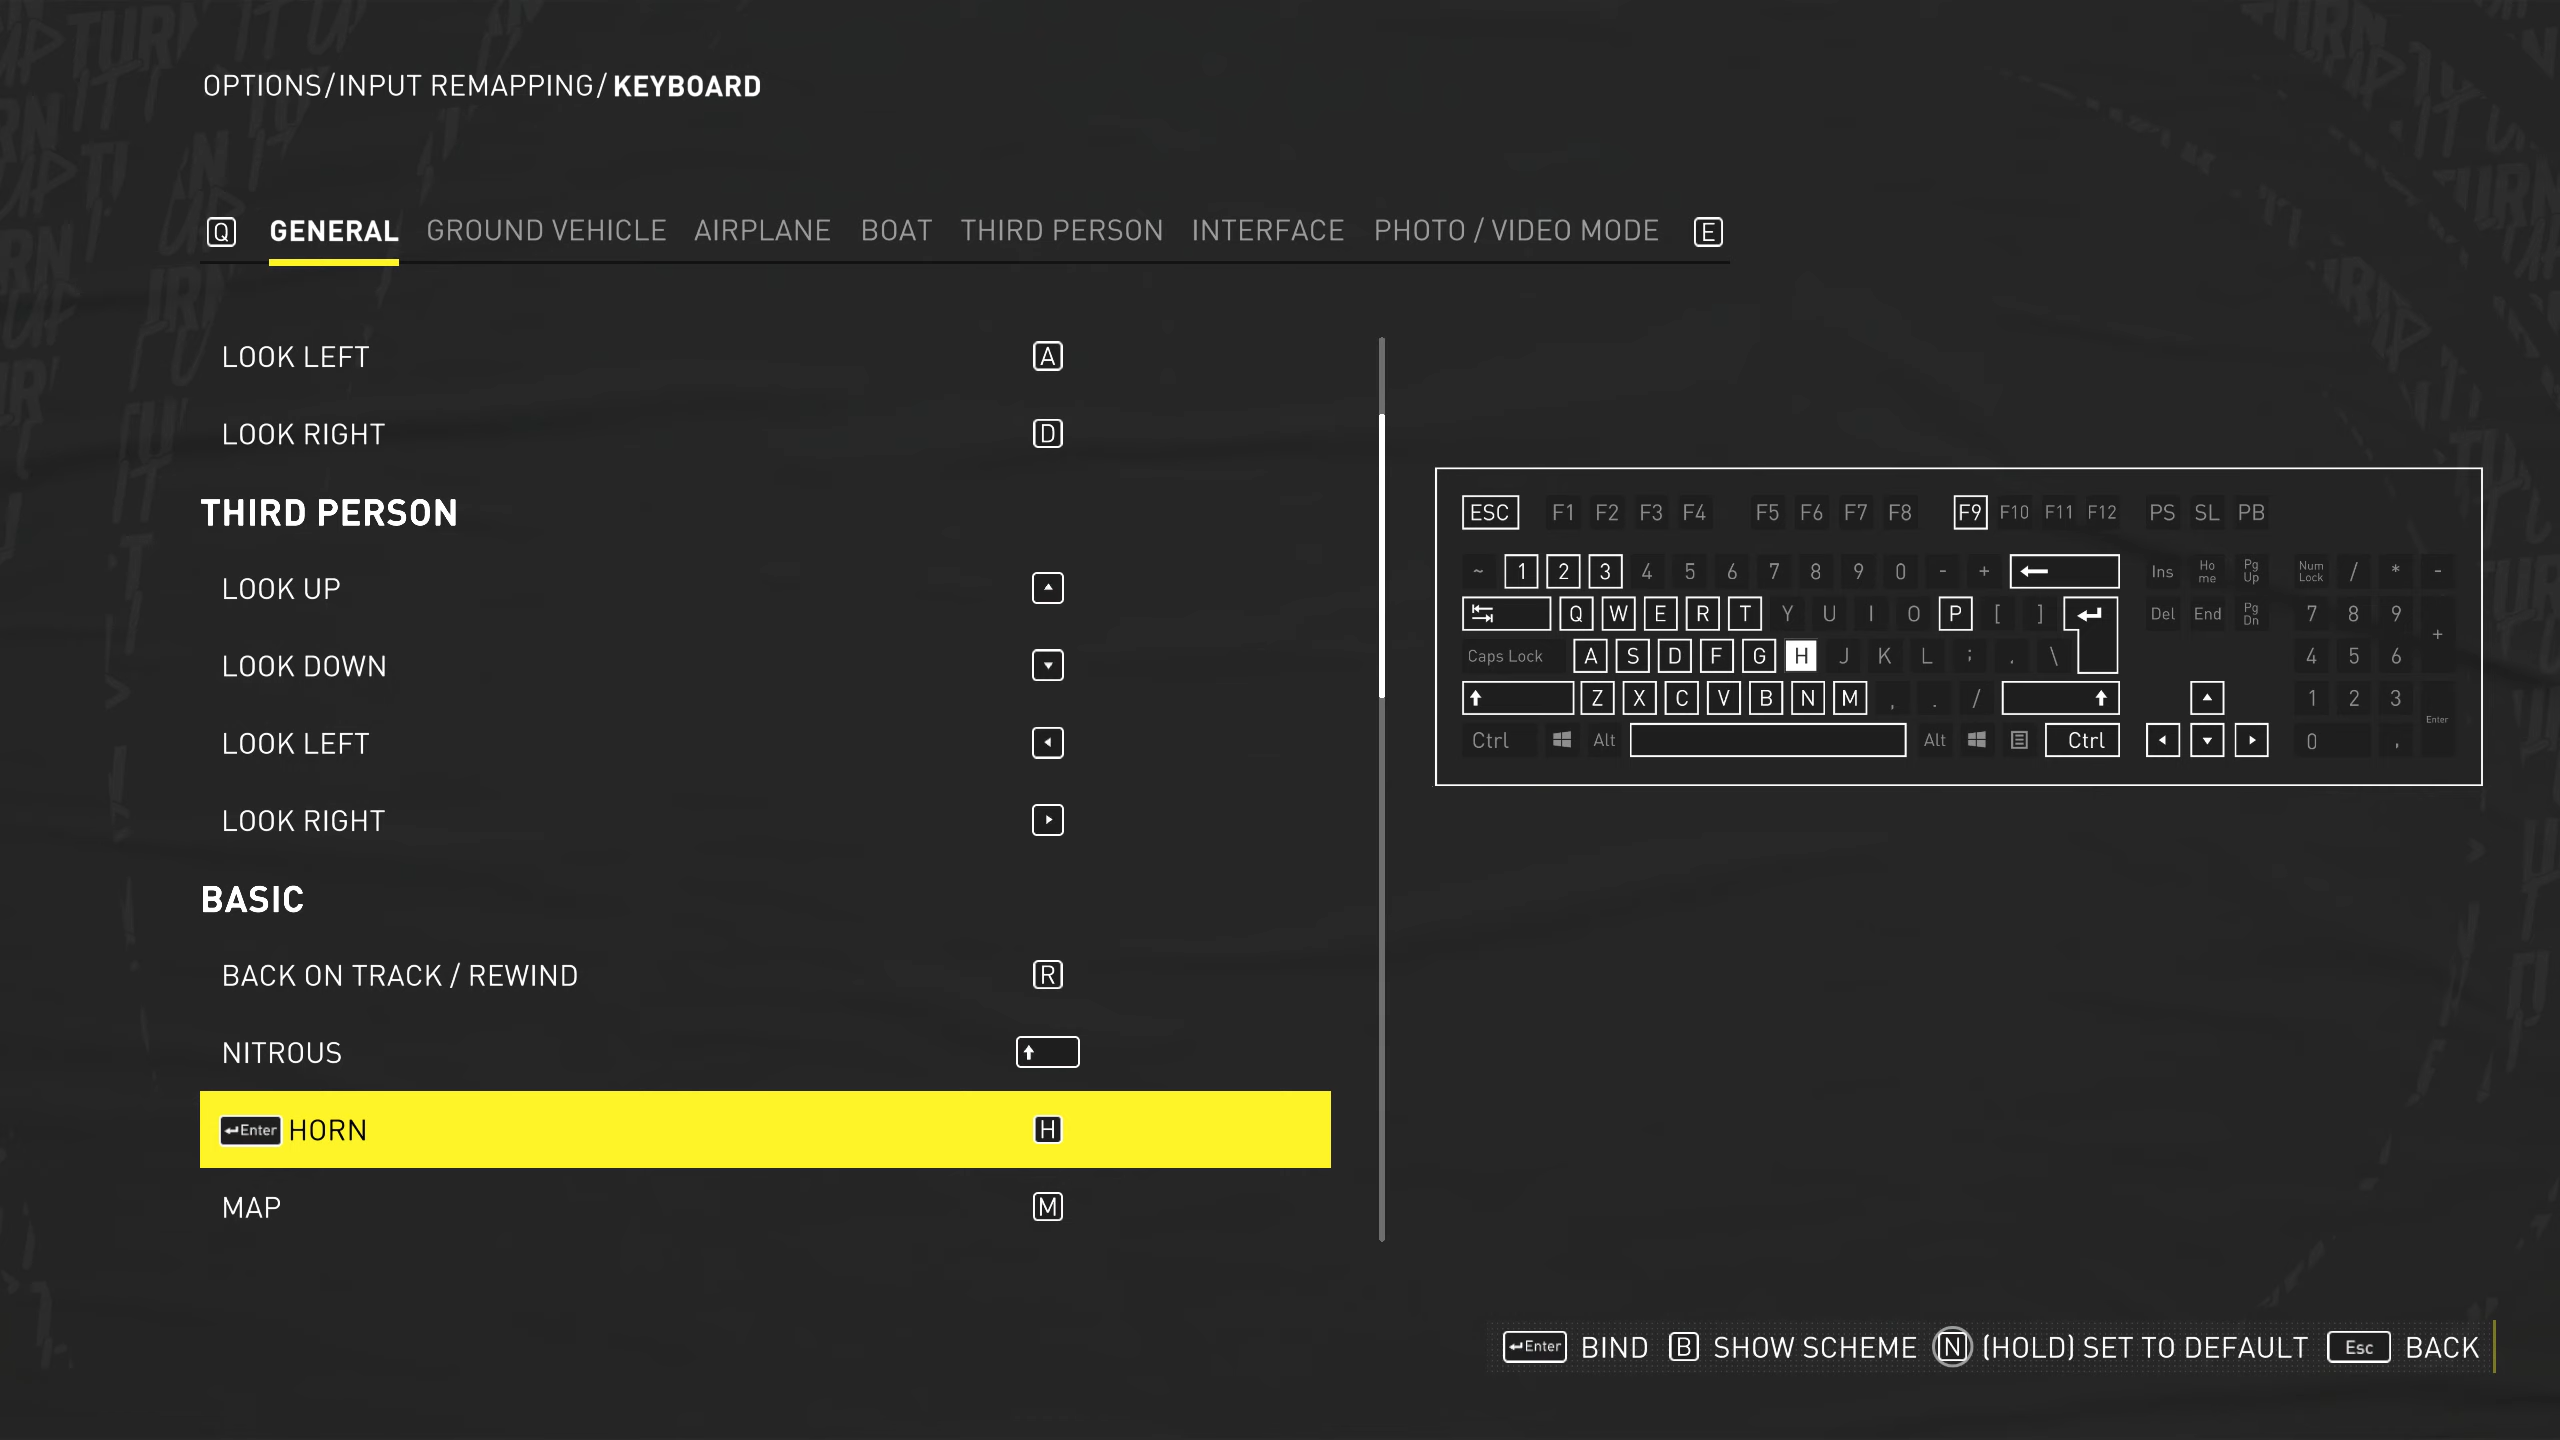 OPTIONS/INPUT REMAPPING/KEYBOARD
Q GENERAL GROUND VEHICLE AIRPLANE BOAT THIRD PERSON INTERFACE PHOTO / VIDEO MODE E
LOOK LEFT A
LOOK RIGHT D
THIRD PERSON
LOOK UP
LOOK DOWN
LOOK LEFT
LOOK RIGHT
BASIC
BACK ON TRACK / REWIND R
NITROUS
Enter HORN H
MAP M
ESC F1 F2 F3 F4 F5 F6 F7 F8 F9 F10 F11 F12 PS SL PB
~ 1 2 3 4 5 6 7 8 9 0 - + Ins Home Pg Up Num Lock / * -
Q W E R T Y U I O P [ ] Del End Pg Dn 7 8 9 +
Caps Lock A S D F G H J K L ; . \ 4 5 6
Z X C V B N M , . / 1 2 3 Enter
Ctrl Alt Alt Ctrl 0 ,
Enter BIND B SHOW SCHEME N (HOLD) SET TO DEFAULT Esc BACK